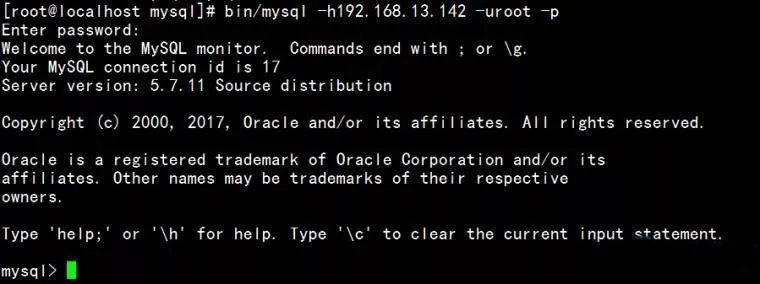 [root@localhost mysql]# bin/mysql -h192.168.13.142 -uroot -p
Enter password:
Welcome to the MySQL monitor.  Commands end with ; or \g.
Your MySQL connection id is 17
Server version: 5.7.11 Source distribution
Copyright (c) 2000, 2017, Oracle and/or its affiliates. All rights reserved.
Oracle is a registered trademark of Oracle Corporation and/or its
affiliates. Other names may be trademarks of their respective
owners.
Type 'help;' or '\h' for help. Type '\c' to clear the current input statement.
mysql>